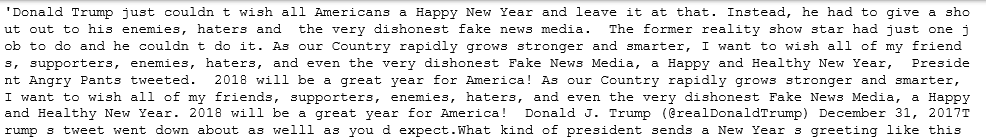 'Donald Trump just couldn t wish all Americans a Happy New Year and leave it at that. Instead, he had to give a sho
ut out to his enemies, haters and  the very dishonest fake news media.  The former reality show star had just one j
ob to do and he couldn t do it. As our Country rapidly grows stronger and smarter, I want to wish all of my friend
s, supporters, enemies, haters, and even the very dishonest Fake News Media, a Happy and Healthy New Year,  Preside
nt Angry Pants tweeted.  2018 will be a great year for America! As our Country rapidly grows stronger and smarter,
I want to wish all of my friends, supporters, enemies, haters, and even the very dishonest Fake News Media, a Happy
and Healthy New Year. 2018 will be a great year for America!  Donald J. Trump (@realDonaldTrump) December 31, 2017T
rump s tweet went down about as welll as you d expect.What kind of president sends a New Year s greeting like this